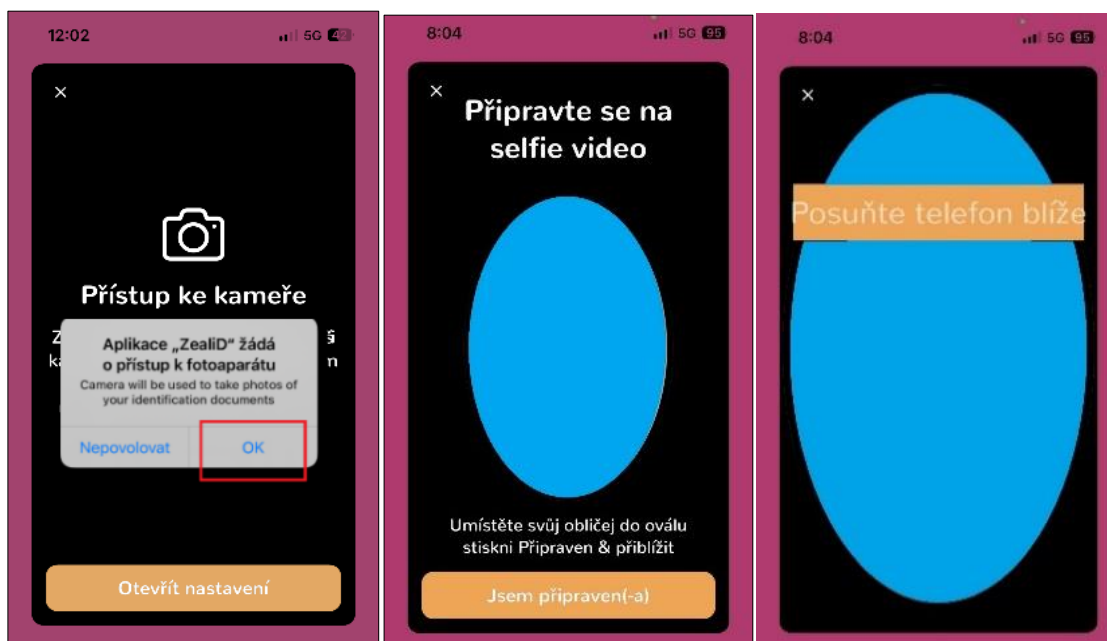 12:02
5G 42
×
Přístup ke kameře
Z
š
ka
m
Aplikace „ZealiD“ žádá
o přístup k fotoaparátu
Camera will be used to take photos of
your identification documents
Nepovolovat
OK
Otevřít nastavení
8:04
5G 95
×
Připravte se na
selfie video
Umístěte svůj obličej do oválu
stiskni Připraven & přiblížit
Jsem připraven(-a)
8:04
5G 95
×
Posuňte telefon blíže